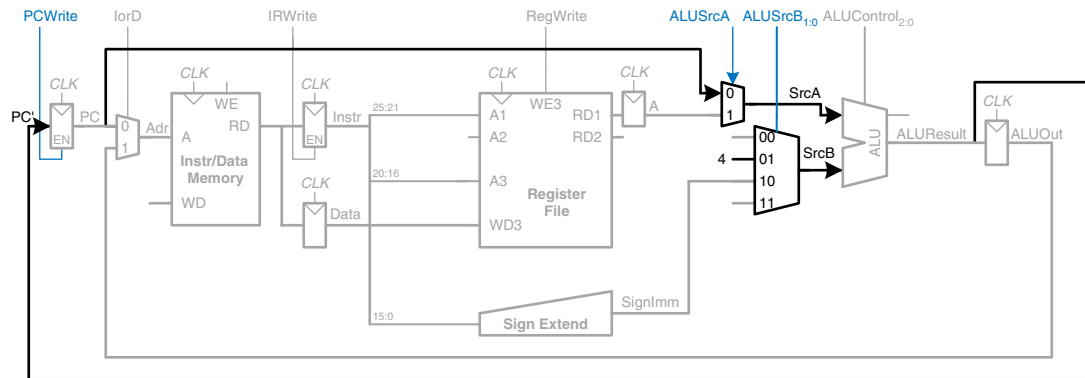 PCWrite IorD IRWrite RegWrite ALUSrcA ALUSrcB1:0 ALUControl2:0
CLK CLK CLK CLK CLK CLK
PC' PC EN 0 1 Adr
WE
A RD
Instr/Data
Memory
WD
EN Instr
CLK
Data
25:21
20:16
15:0
WE3
A1 RD1
A2 RD2
A3
Register
File
WD3
A
0
1
SrcA
00
4 01
10
11
SrcB
ALU
ALUResult ALUOut
SignImm
Sign Extend